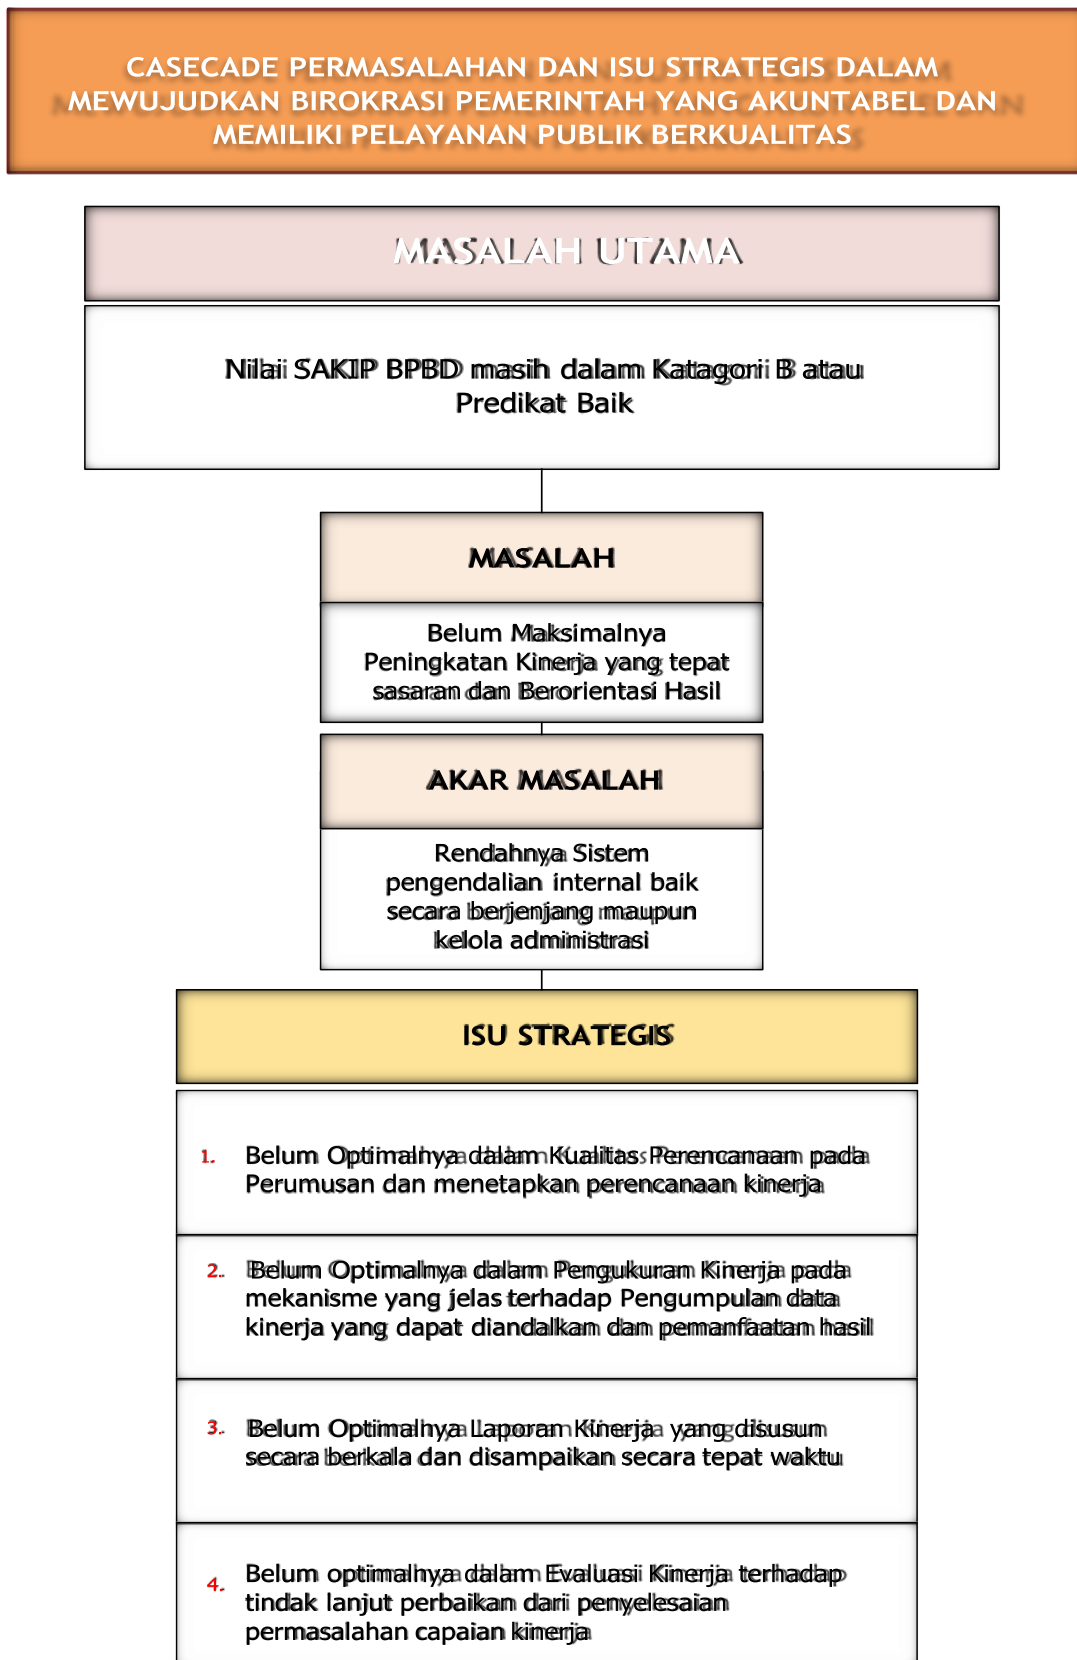 CASECADE PERMASALAHAN DAN ISU STRATEGIS DALAM
MEWUJUDKAN BIROKRASI PEMERINTAH YANG AKUNTABEL DAN
MEMILIKI PELAYANAN PUBLIK BERKUALITAS
MASALAH UTAMA
Nilai SAKIP BPBD masih dalam Katagori B atau
Predikat Baik
MASALAH
Belum Maksimalnya
Peningkatan Kinerja yang tepat
sasaran dan Berorientasi Hasil
AKAR MASALAH
Rendahnya Sistem
pengendalian internal baik
secara berjenjang maupun
kelola administrasi
ISU STRATEGIS
1. Belum Optimalnya dalam Kualitas Perencanaan pada
Perumusan dan menetapkan perencanaan kinerja
2. Belum Optimalnya dalam Pengukuran Kinerja pada
mekanisme yang jelas terhadap Pengumpulan data
kinerja yang dapat diandalkan dan pemanfaatan hasil
3. Belum Optimalnya Laporan Kinerja yang disusun
secara berkala dan disampaikan secara tepat waktu
4. Belum optimalnya dalam Evaluasi Kinerja terhadap
tindak lanjut perbaikan dari penyelesaian
permasalahan capaian kinerja